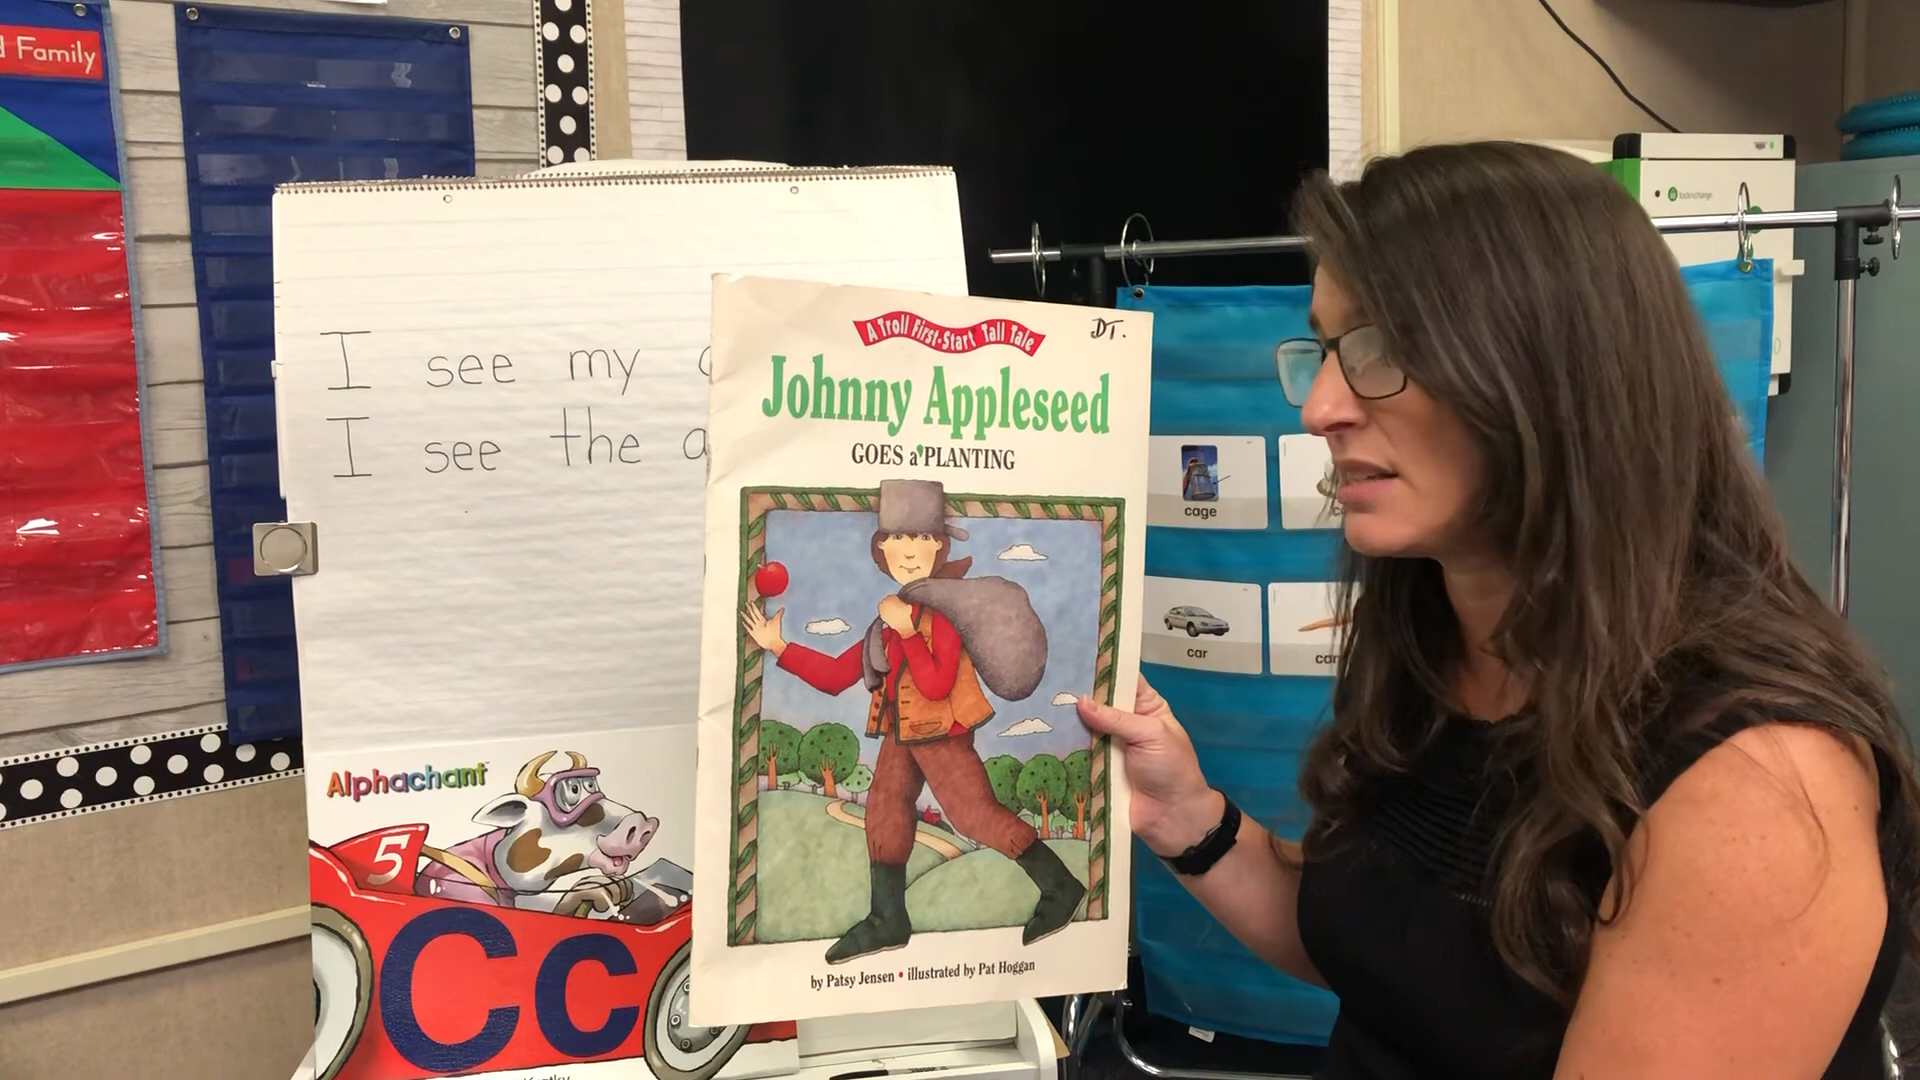 Family
I see my
I see the
A Troll First-Start Tall Tale
DT.
Johnny Appleseed
GOES a'PLANTING
by Patsy Jensen • illustrated by Pat Hoggan
Alphachant
5
Cc
lockncharge
cage
car